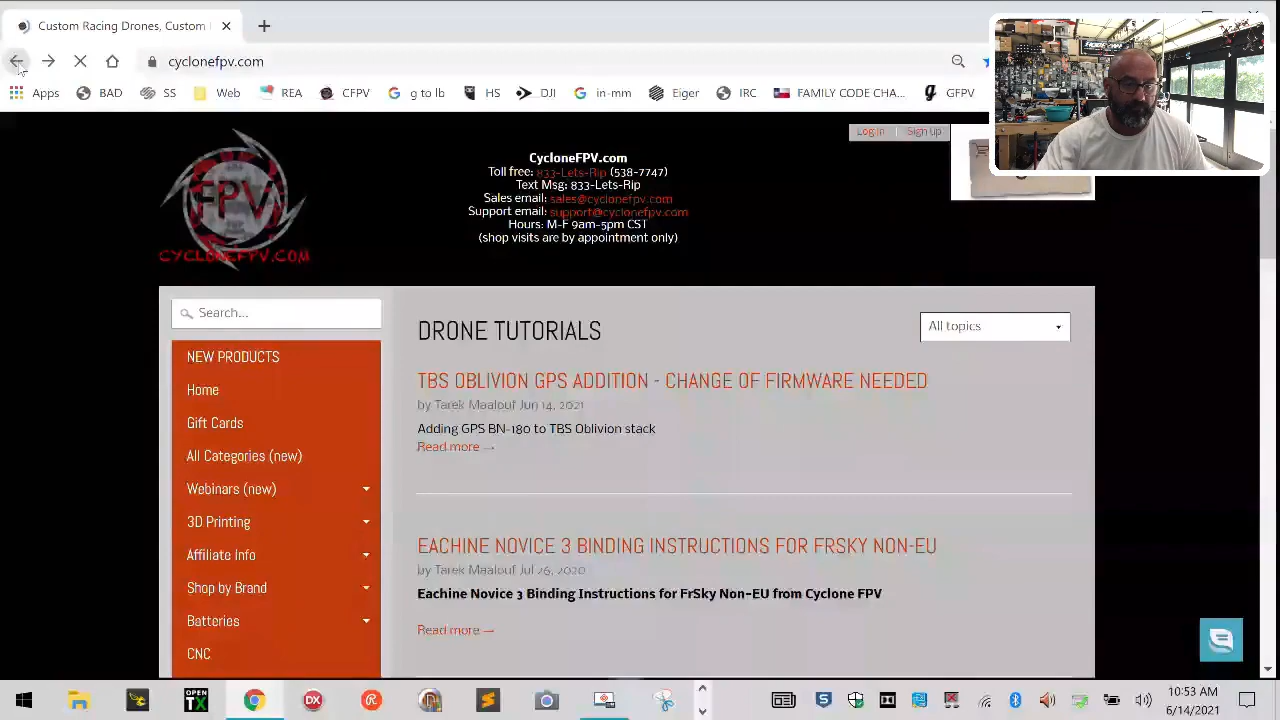 Custom Racing Drones, Custom
cyclonefpv.com
Apps
BAD
SS
Web
REA
CFPV
g to lb
HS
DJI
in-mm
Eiger
IRC
FAMILY CODE CHA...
GFPV
Log in | Sign up
FPV
CYCLONEFPV.COM
CycloneFPV.com
Toll free: 833-Lets-Rip (538-7747)
Text Msg: 833-Lets-Rip
Sales email: sales@cyclonefpv.com
Support email: support@cyclonefpv.com
Hours: M-F 9am-5pm CST
(shop visits are by appointment only)
Search...
NEW PRODUCTS
Home
Gift Cards
All Categories (new)
Webinars (new)
3D Printing
Affiliate Info
Shop by Brand
Batteries
CNC
DRONE TUTORIALS
All topics
TBS OBLIVION GPS ADDITION - CHANGE OF FIRMWARE NEEDED
by Tarek Maalouf Jun 14, 2021
Adding GPS BN-180 to TBS Oblivion stack
Read more →
EACHINE NOVICE 3 BINDING INSTRUCTIONS FOR FRSKY NON-EU
by Tarek Maalouf Jul 26, 2020
Eachine Novice 3 Binding Instructions for FrSky Non-EU from Cyclone FPV
Read more →
OPEN
TX
DX
10:53 AM
6/14/2021